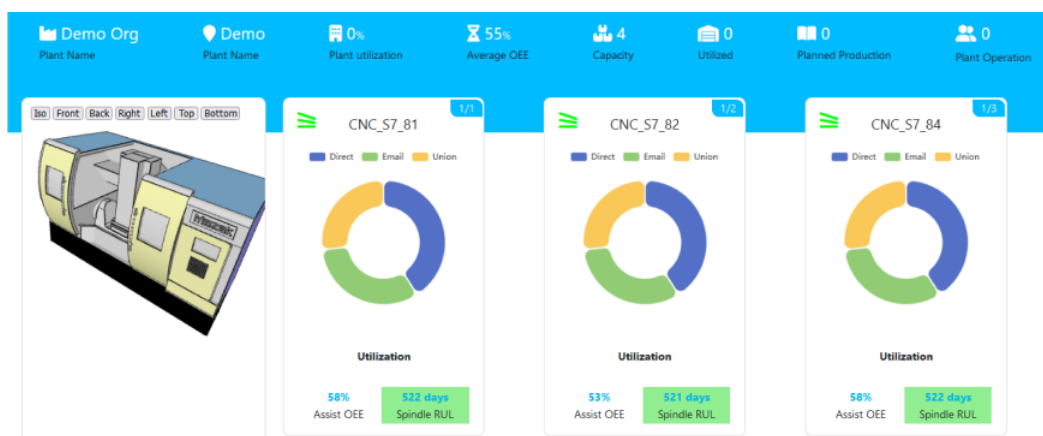 Demo Org
Plant Name
Demo
Plant Name
0%
Plant utilization
55%
Average OEE
4
Capacity
0
Utilized
0
Planned Production
0
Plant Operation
Iso Front Back Right Left Top Bottom
1/1
CNC_S7_81
Direct Email Union
Utilization
58%
Assist OEE
522 days
Spindle RUL
1/2
CNC_S7_82
Direct Email Union
Utilization
53%
Assist OEE
521 days
Spindle RUL
1/3
CNC_S7_84
Direct Email Union
Utilization
58%
Assist OEE
522 days
Spindle RUL